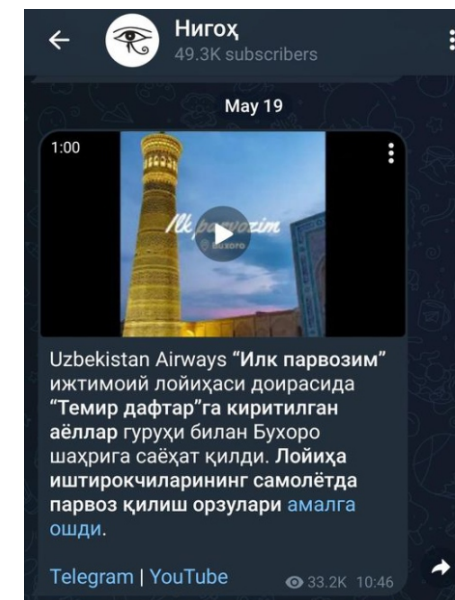 Нигоҳ
49.3K subscribers
May 19
1:00
Ilk parvozim
Buxoro
Uzbekistan Airways “Илк парвозим”
ижтимоий лойиҳаси доирасида
“Темир дафтар”га киритилган
аёллар гуруҳи билан Бухоро
шаҳрига саёҳат қилди. Лойиҳа
иштирокчиларининг самолётда
парвоз қилиш орзулари амалга
ошди.
Telegram | YouTube
33.2K 10:46